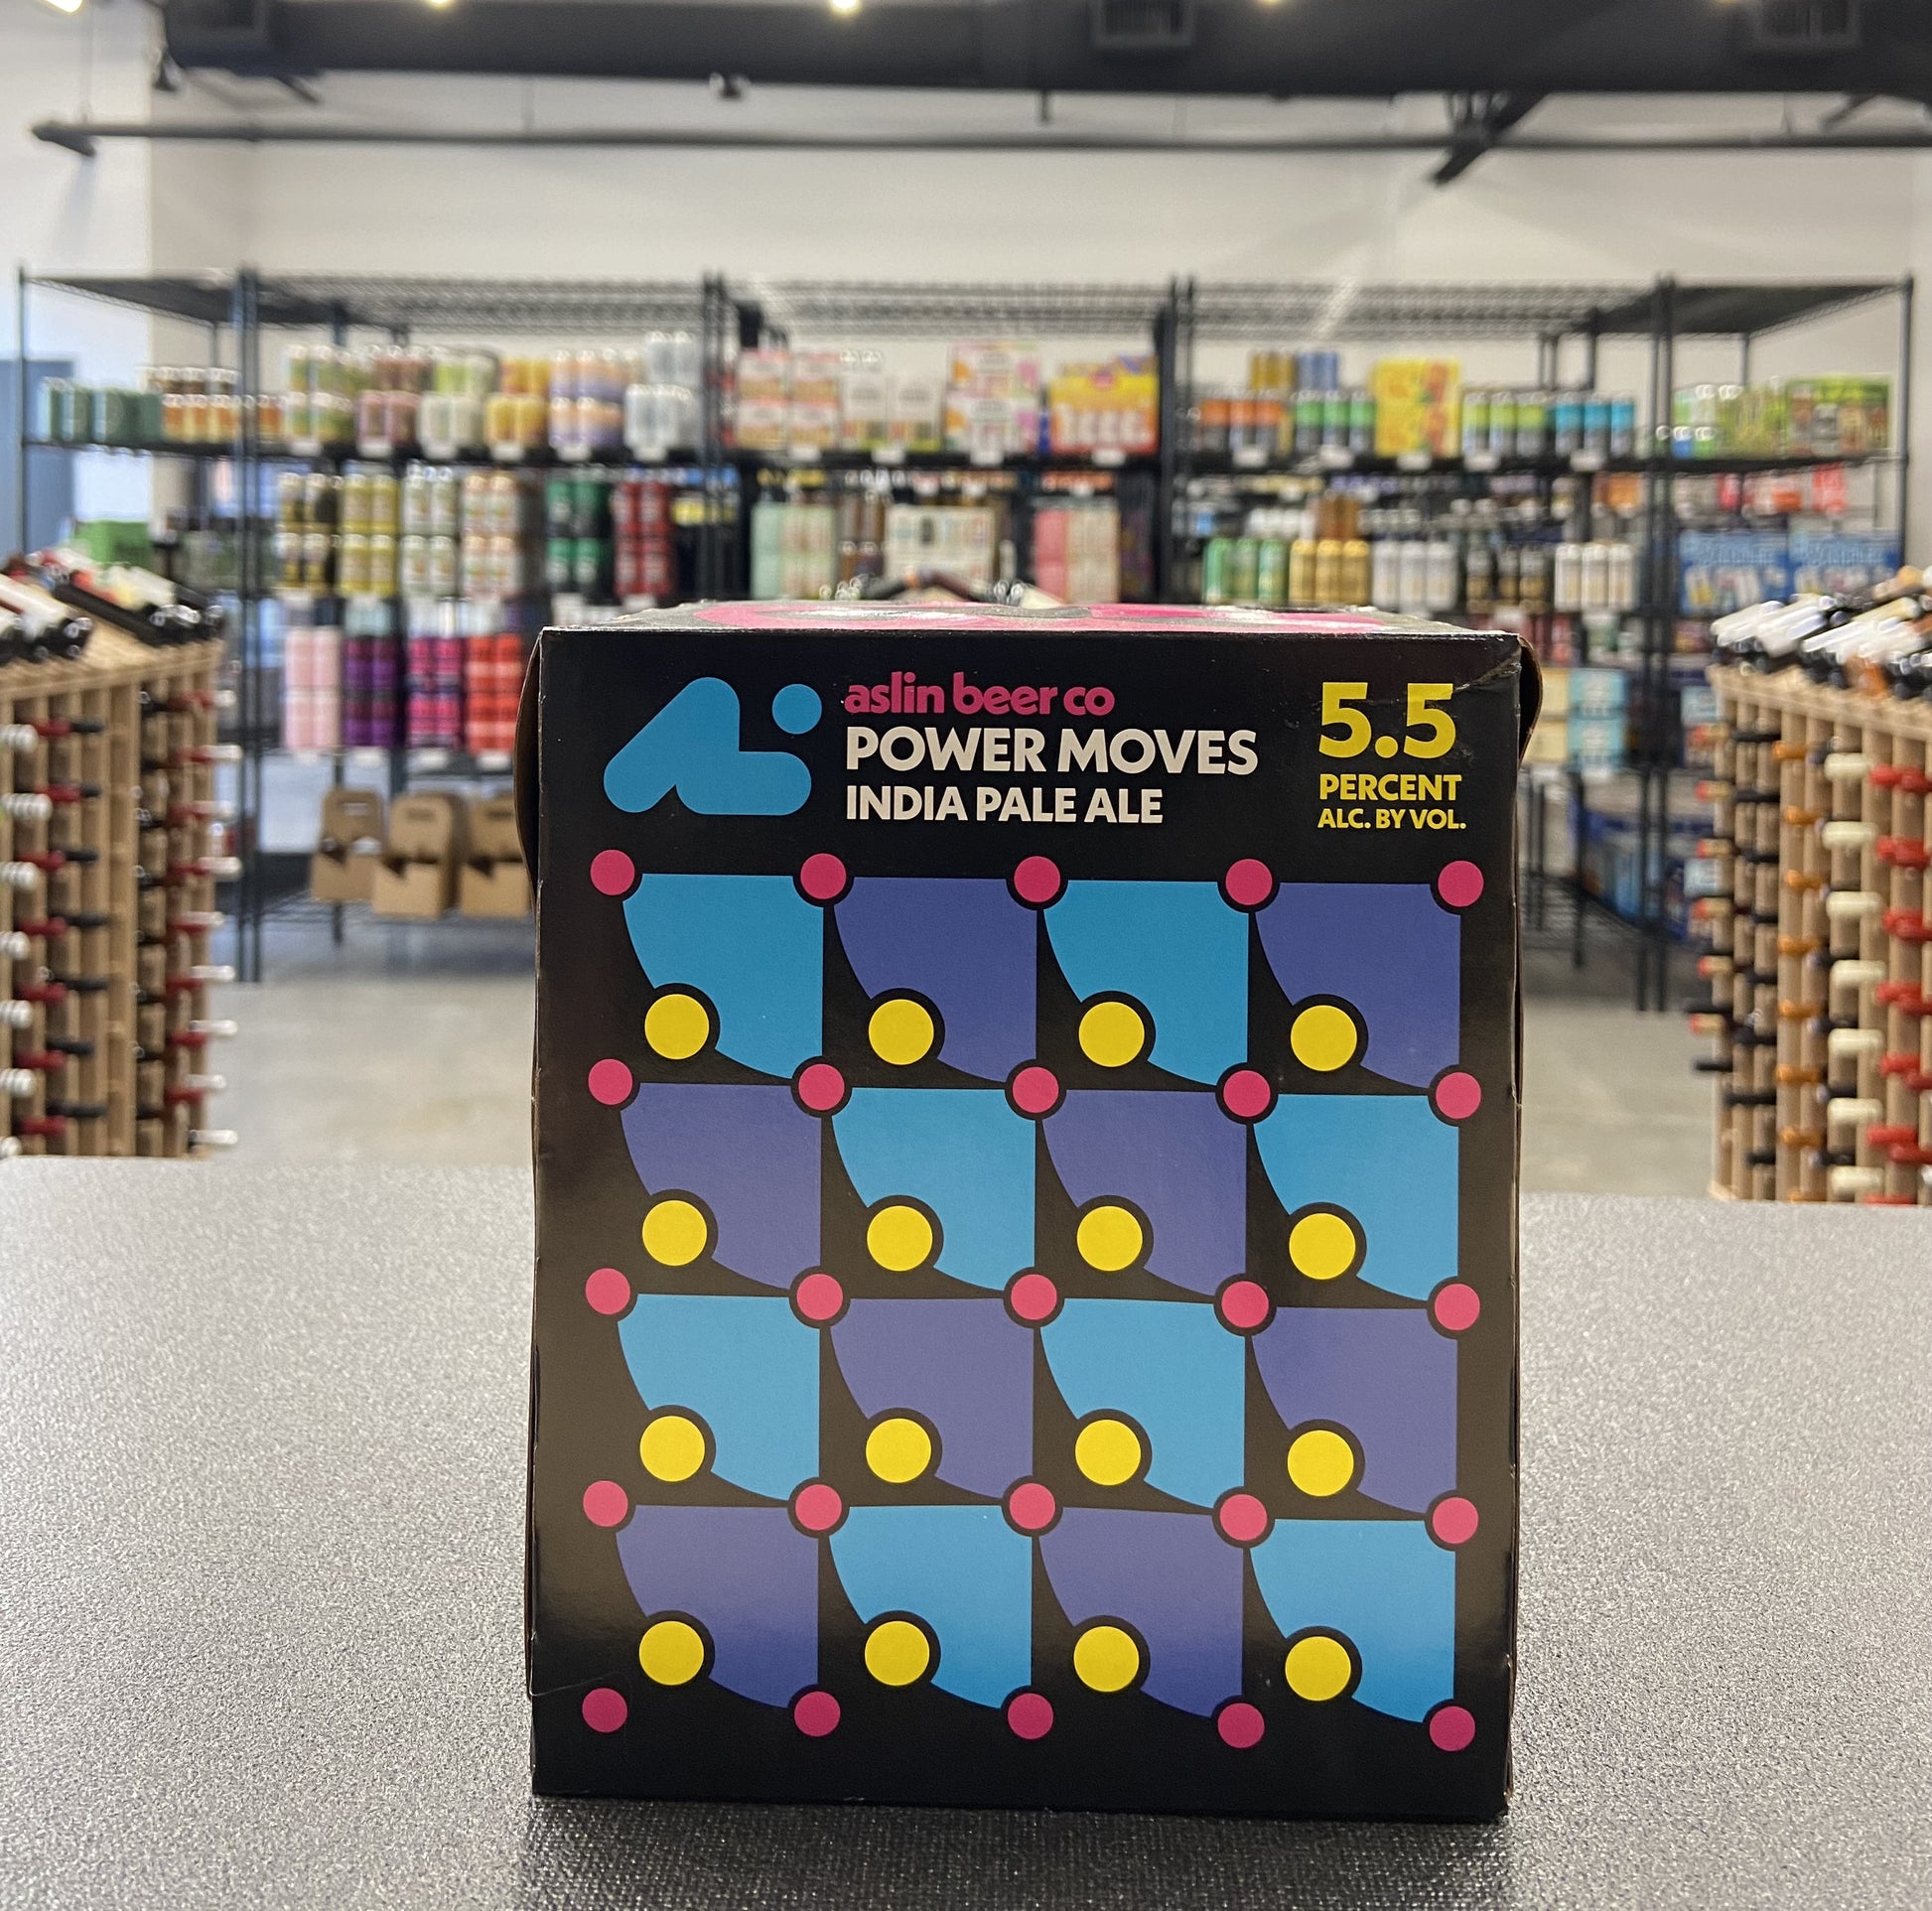 aslin beer co
POWER MOVES
INDIA PALE ALE
5.5
PERCENT
ALC. BY VOL.